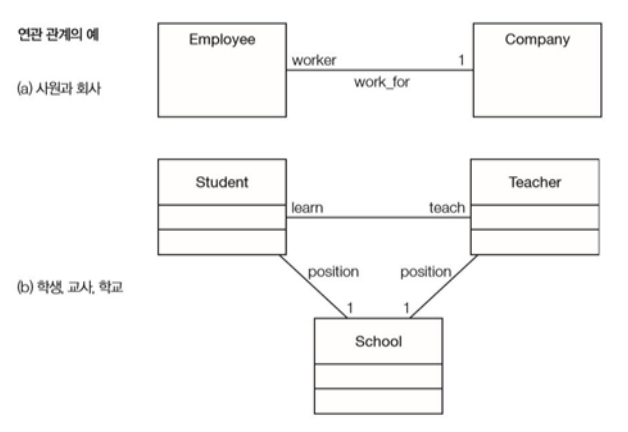 연관 관계의 예
Employee
Company
worker
1
(a) 사원과 회사
work_for
Student
Teacher
learn
teach
(b) 학생, 교사, 학교
position
position
1
1
School